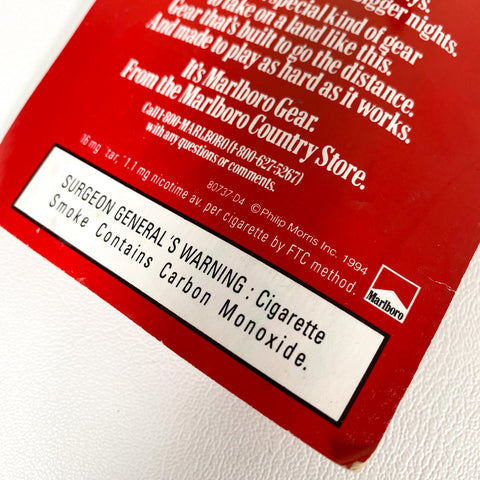 bigger nights.
special kind of gear
to take on a land like this.
Gear that's built to go the distance.
And made to play as hard as it works.
It's Marlboro Gear.
From the Marlboro Country Store.
Call 1-800-MARLBORO (1-800-627-5267)
with any questions or comments.
80737-D4 ©Philip Morris Inc. 1994
16 mg "tar," 1.1 mg nicotine av. per cigarette by FTC method.
Marlboro
SURGEON GENERAL'S WARNING: Cigarette
Smoke Contains Carbon Monoxide.